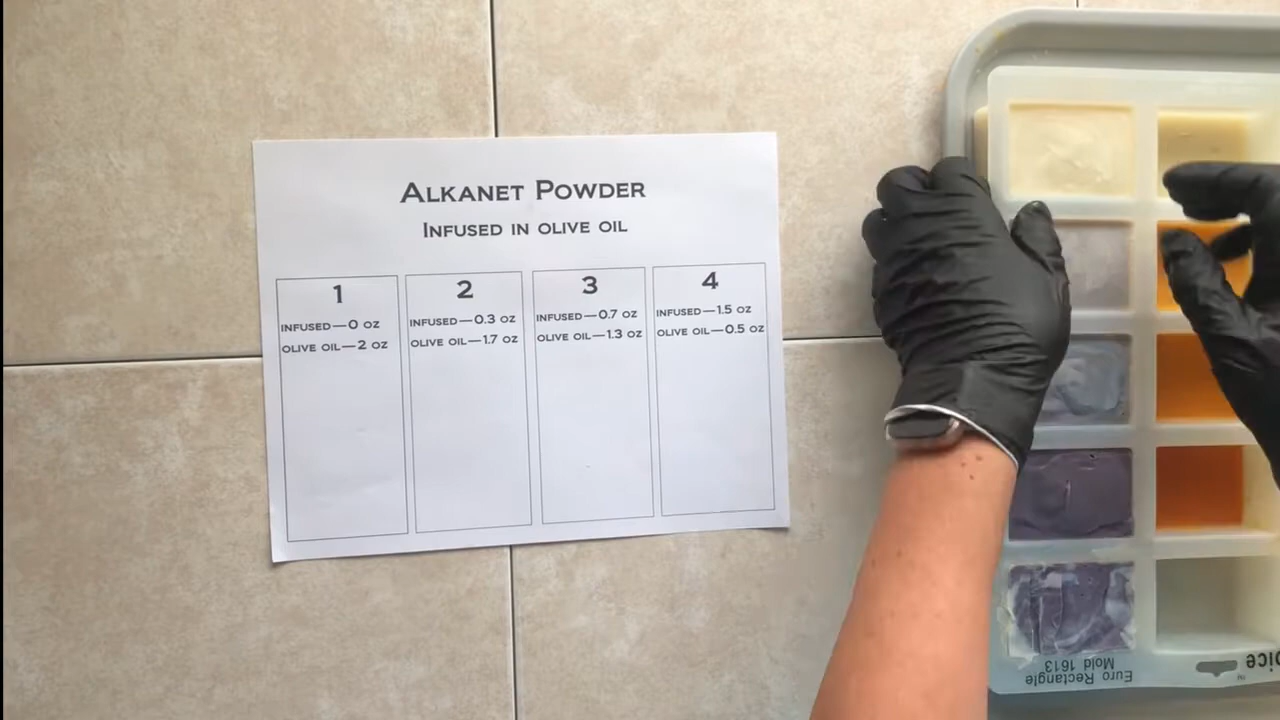 ALKANET POWDER
INFUSED IN OLIVE OIL
1
INFUSED—0 OZ
OLIVE OIL—2 OZ
2
INFUSED—0.3 OZ
OLIVE OIL—1.7 OZ
3
INFUSED—0.7 OZ
OLIVE OIL—1.3 OZ
4
INFUSED—1.5 OZ
OLIVE OIL—0.5 OZ
Euro Rectangle
Mold 1613